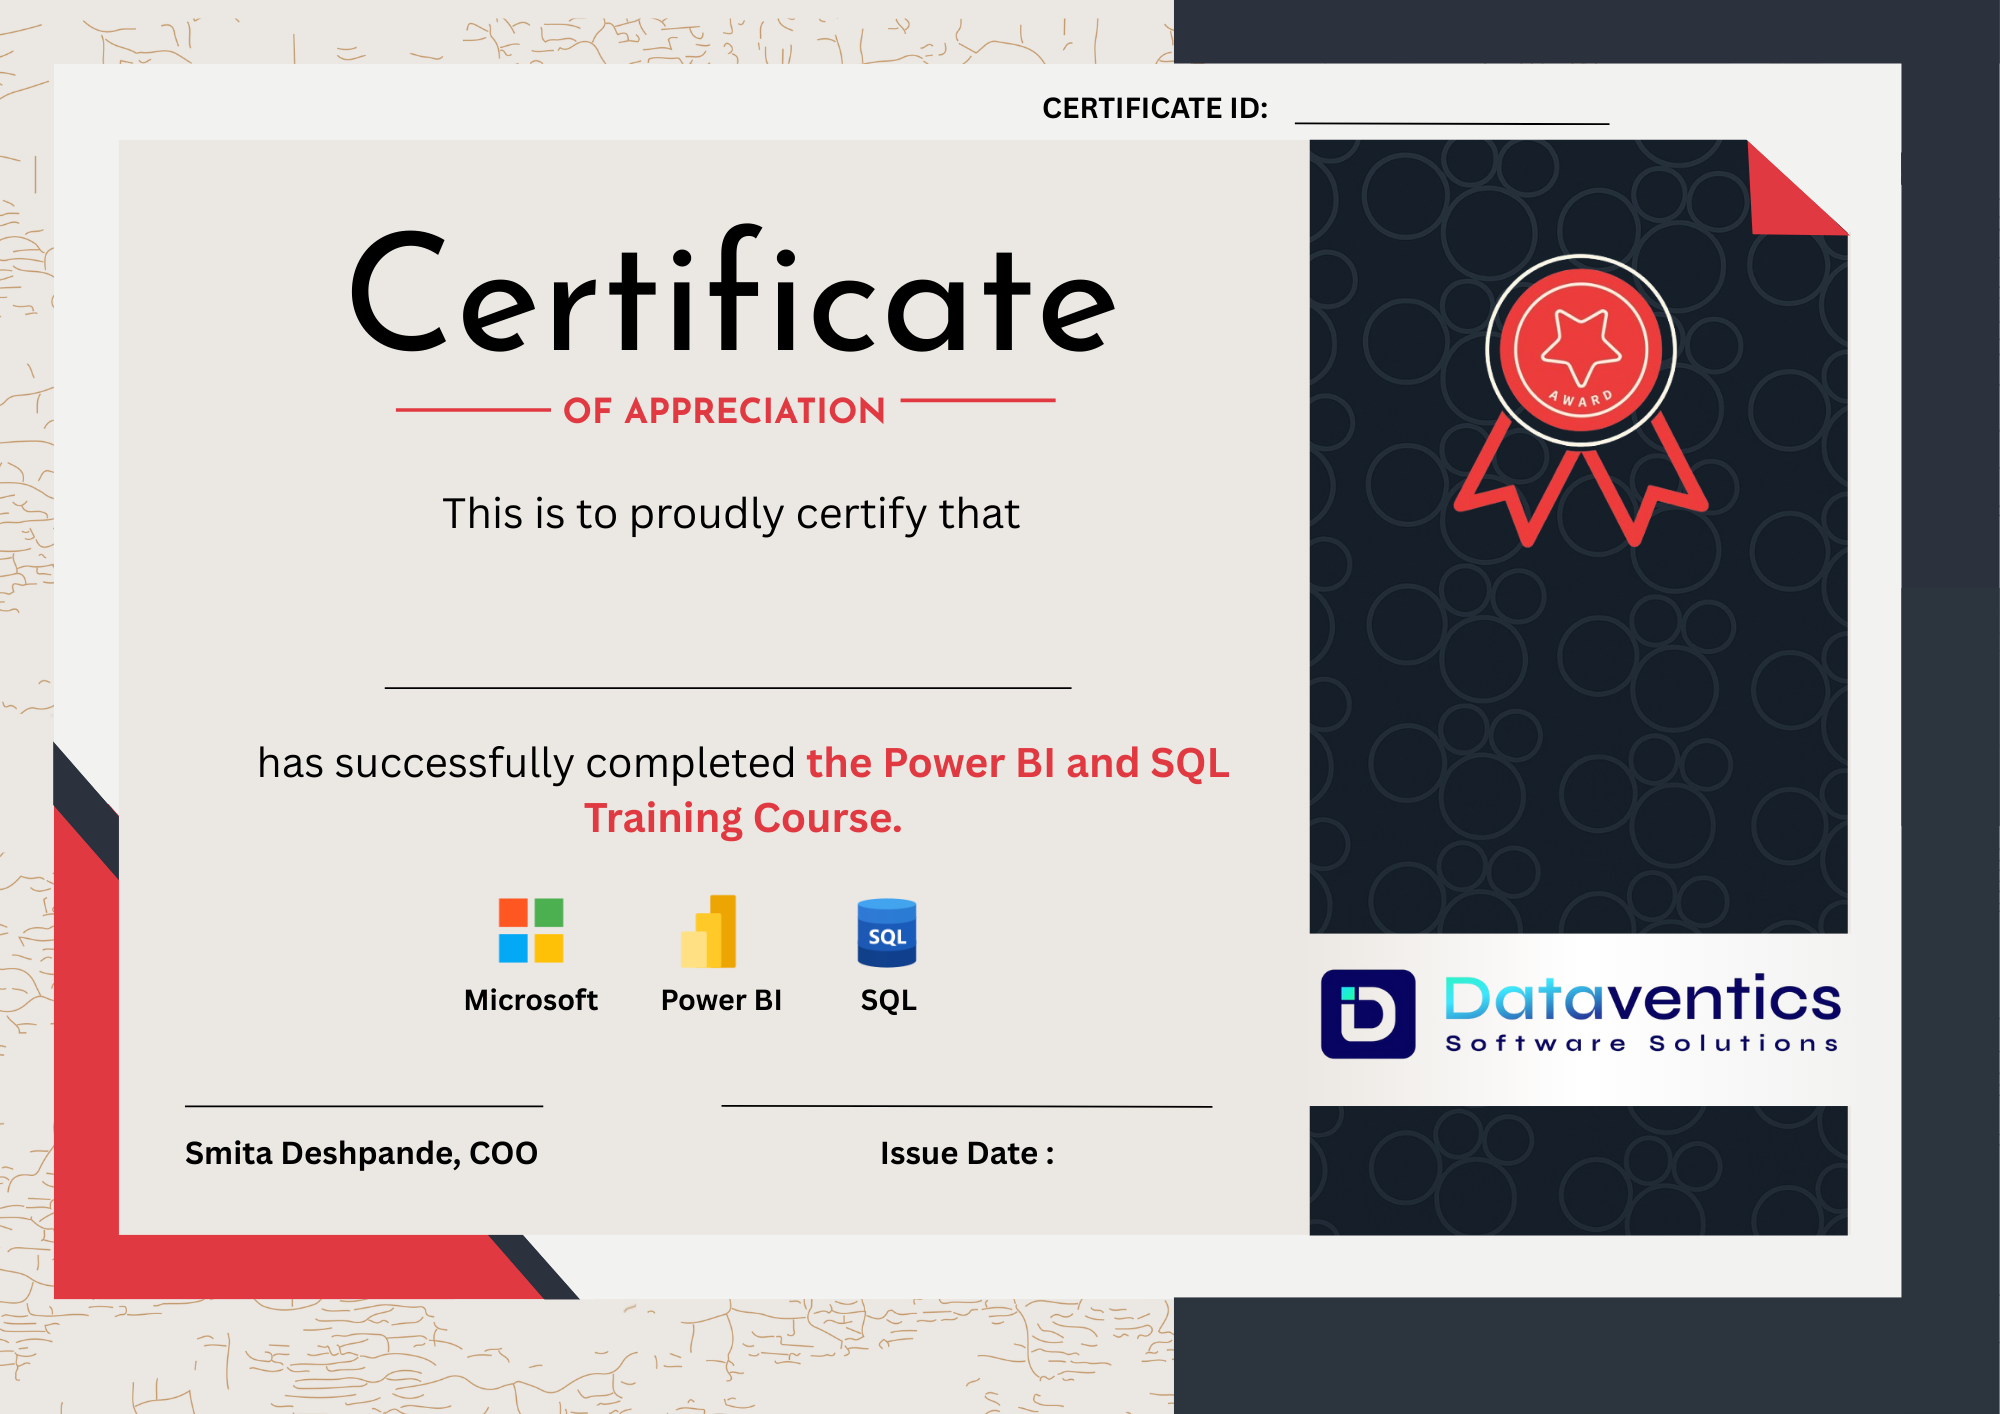 CERTIFICATE ID:
Certificate
OF APPRECIATION
This is to proudly certify that
has successfully completed the Power BI and SQL
Training Course.
SQL
Microsoft
Power BI
SQL
Smita Deshpande, COO
Issue Date :
AWARD
Dataventics
Software Solutions